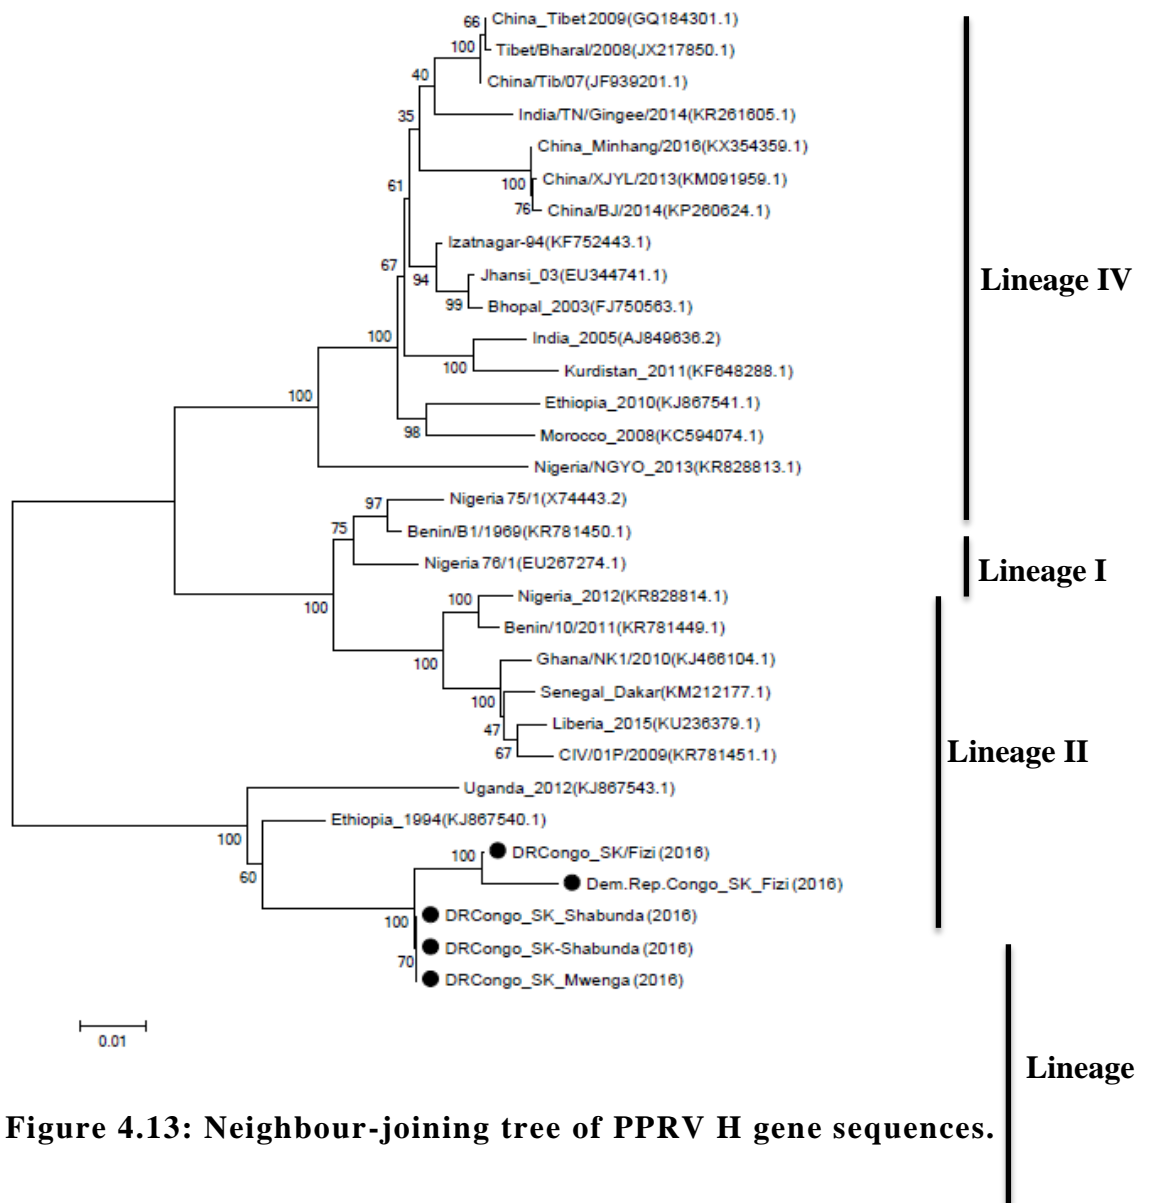 66
China_Tibet 2009(GQ184301.1)
100
Tibet/Bharal/2008(JX217850.1)
40
China/Tib/07(JF939201.1)
35
India/TN/Gingee/2014(KR261605.1)
China_Minhang/2016(KX354359.1)
100
China/XJYL/2013(KM091959.1)
61
76
China/BJ/2014(KP260624.1)
Izatnagar-94(KF752443.1)
67
94
Jhansi_03(EU344741.1)
Lineage IV
99
Bhopal_2003(FJ750563.1)
100
India_2005(AJ849636.2)
100
Kurdistan_2011(KF648288.1)
100
Ethiopia_2010(KJ867541.1)
98
Morocco_2008(KC594074.1)
Nigeria/NGYO_2013(KR828813.1)
97
Nigeria 75/1(X74443.2)
75
Benin/B1/1969(KR781450.1)
Nigeria 76/1(EU267274.1)
Lineage I
100
100
Nigeria_2012(KR828814.1)
Benin/10/2011(KR781449.1)
100
Ghana/NK1/2010(KJ466104.1)
100
Senegal_Dakar(KM212177.1)
47
Liberia_2015(KU236379.1)
67
CIV/01P/2009(KR781451.1)
Lineage II
Uganda_2012(KJ867543.1)
100
Ethiopia_1994(KJ867540.1)
60
100
DRCongo_SK/Fizi (2016)
Dem.Rep.Congo_SK_Fizi (2016)
100
DRCongo_SK_Shabunda (2016)
DRCongo_SK-Shabunda (2016)
70
DRCongo_SK_Mwenga (2016)
0.01
Lineage
Figure 4.13: Neighbour-joining tree of PPRV H gene sequences.